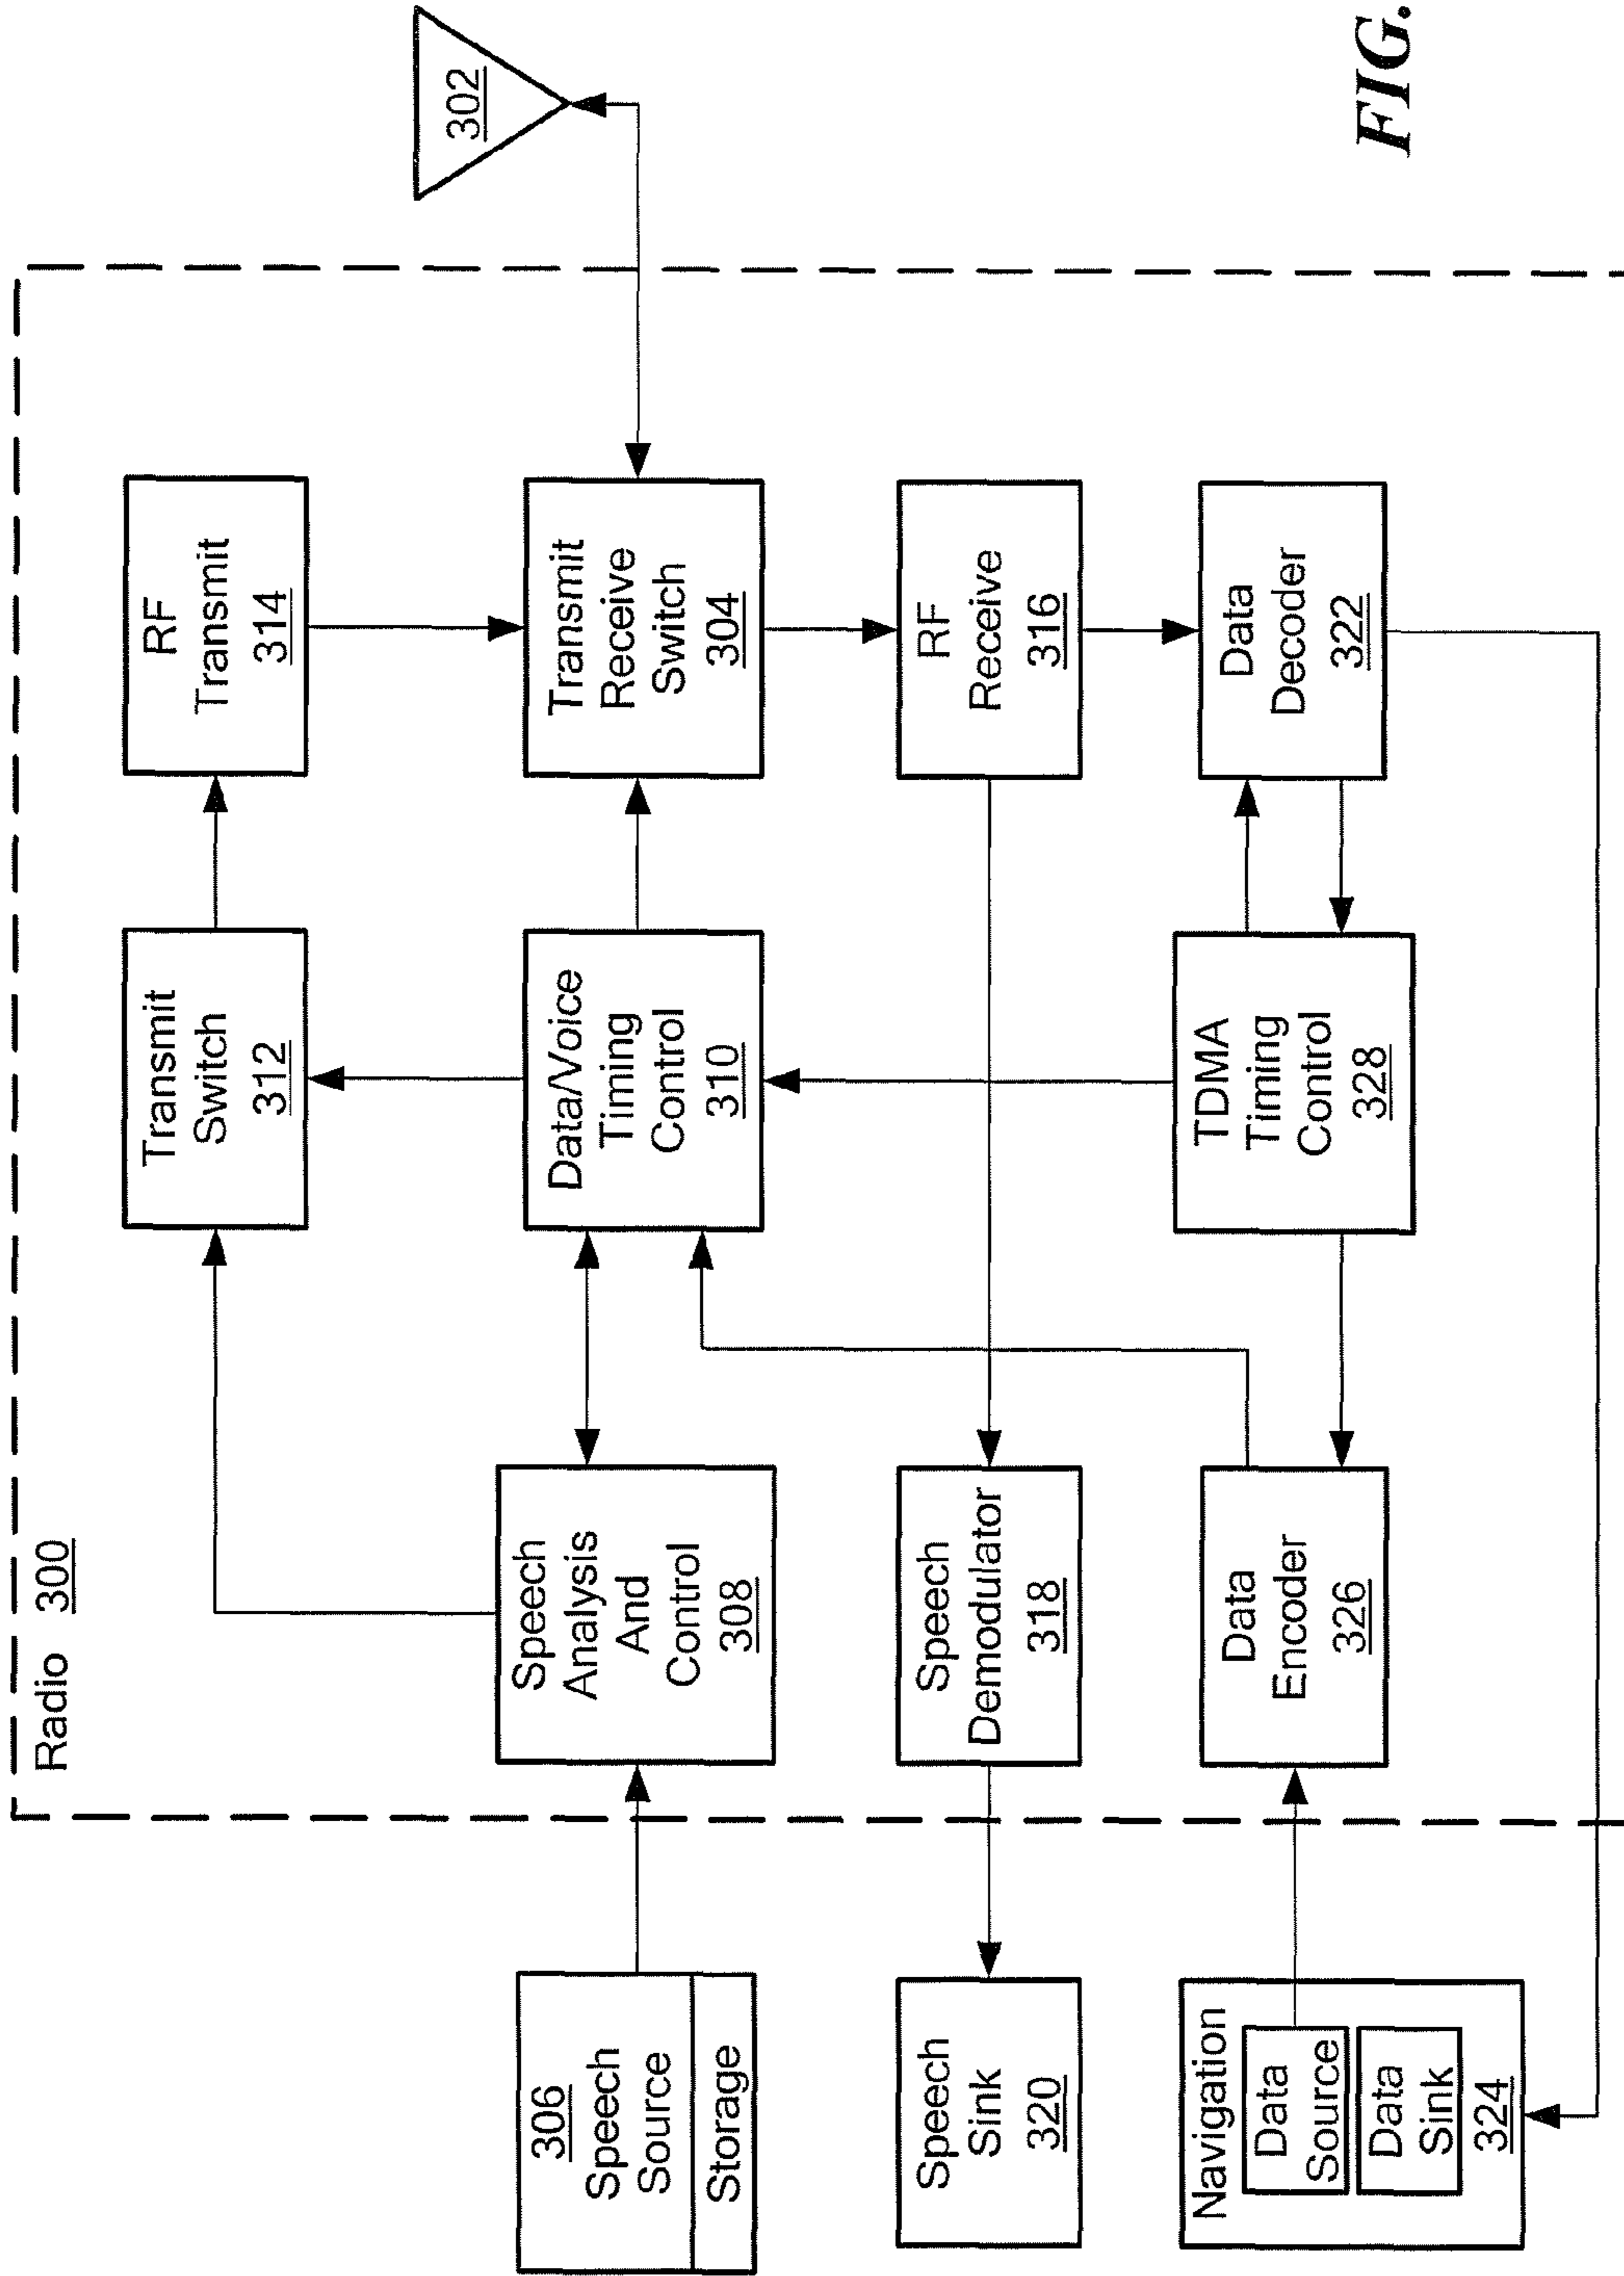 Radio 300
306
Speech
Source
Storage
Speech
Analysis
And
Control
308
Transmit
Switch
312
RF
Transmit
314
302
Data/Voice
Timing
Control
310
Transmit
Receive
Switch
304
Speech
Sink
320
Speech
Demodulator
318
RF
Receive
316
Navigation
Data
Source
Data
Sink
324
Data
Encoder
326
TDMA
Timing
Control
328
Data
Decoder
322
FIG.